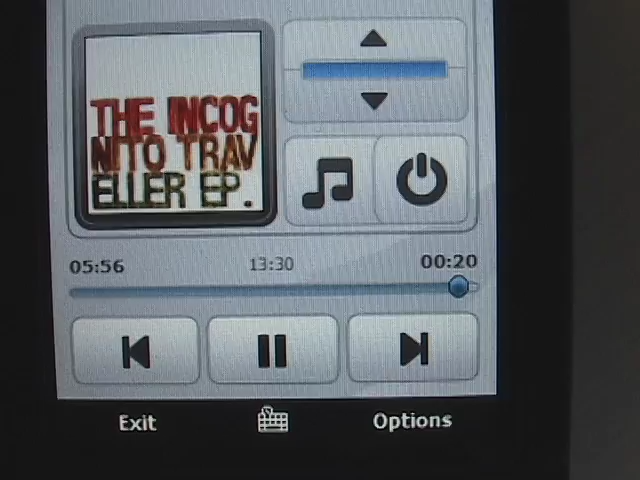 THE INCOG
NITO TRAV
ELLER EP.
05:56 13:30 00:20
Exit Options